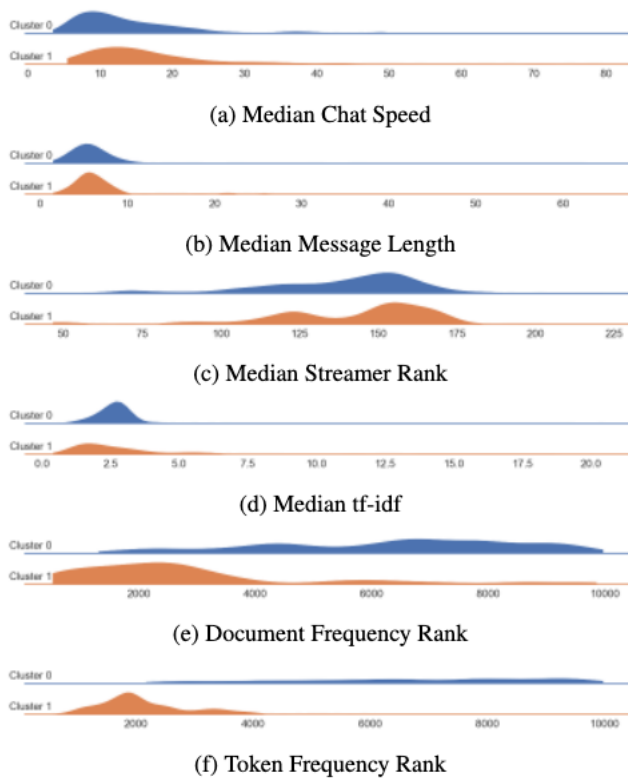 Cluster 0
Cluster 1
0 10 20 30 40 50 60 70 80
(a) Median Chat Speed
Cluster 0
Cluster 1
0 10 20 30 40 50 60
(b) Median Message Length
Cluster 0
Cluster 1
50 75 100 125 150 175 200 225
(c) Median Streamer Rank
Cluster 0
Cluster 1
0.0 2.5 5.0 7.5 10.0 12.5 15.0 17.5 20.0
(d) Median tf-idf
Cluster 0
Cluster 1
2000 4000 6000 8000 10000
(e) Document Frequency Rank
Cluster 0
Cluster 1
2000 4000 6000 8000 10000
(f) Token Frequency Rank